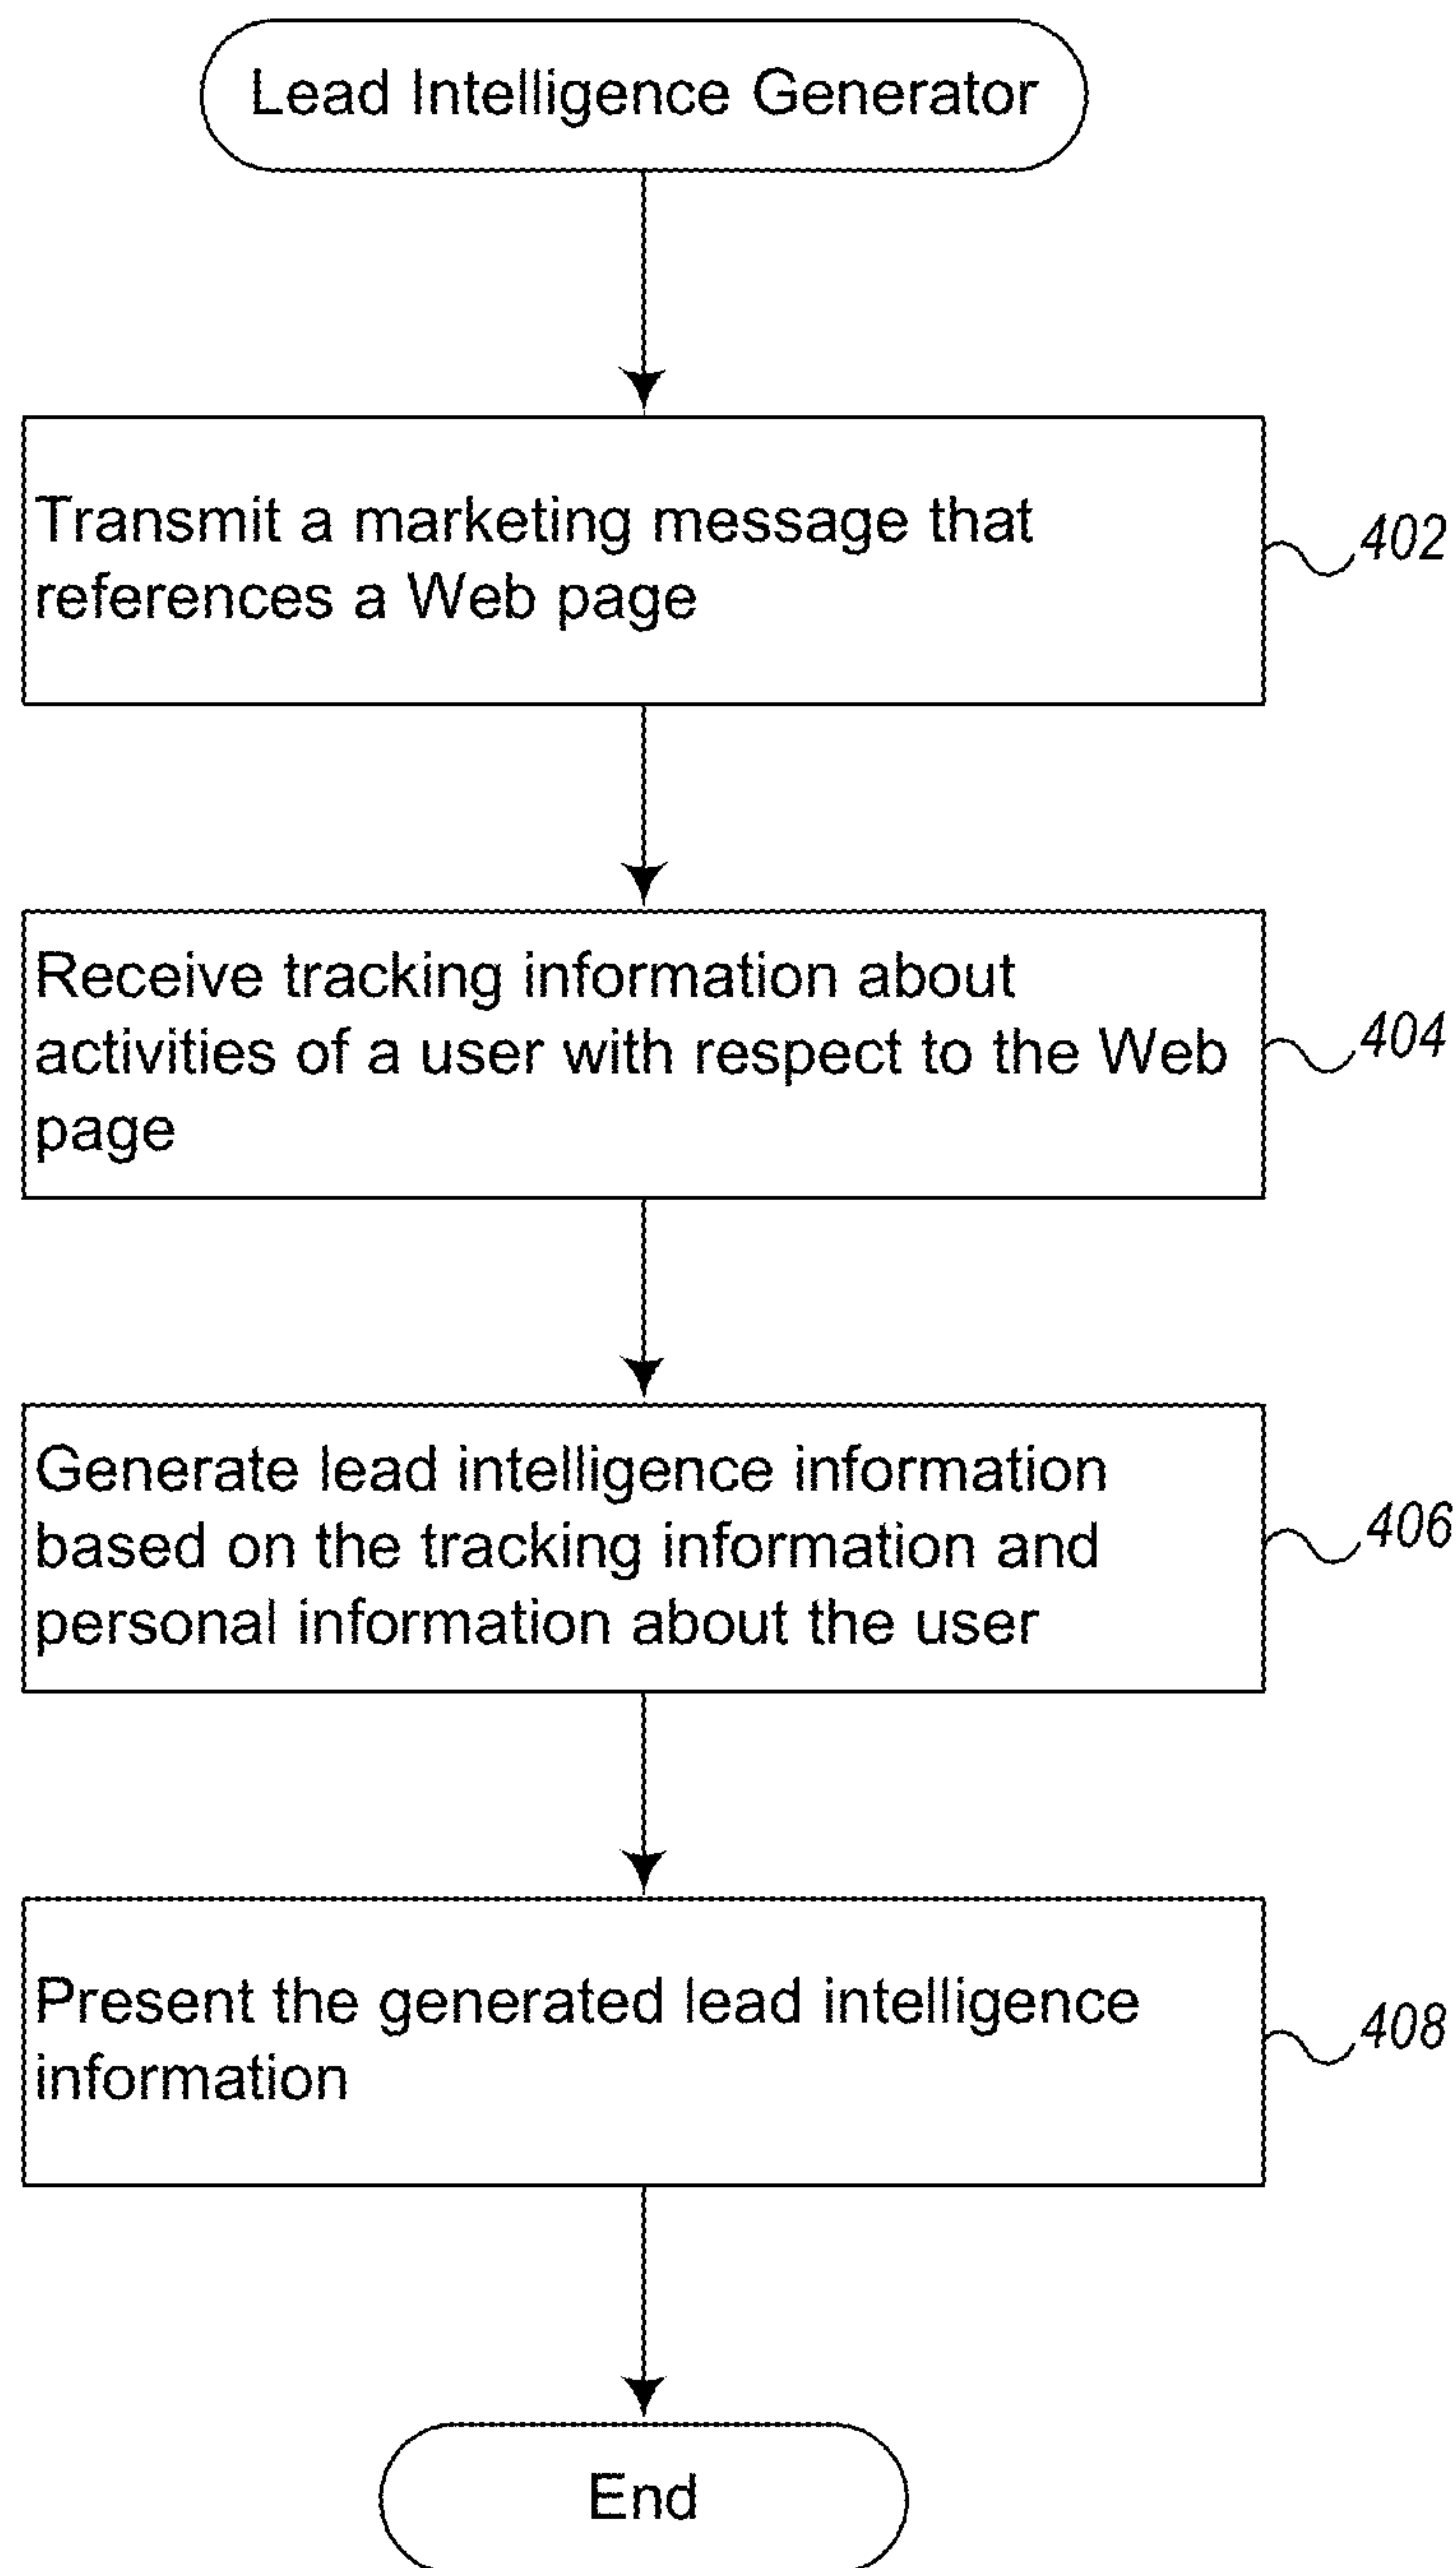 Lead Intelligence Generator
Transmit a marketing message that
references a Web page
402
Receive tracking information about
activities of a user with respect to the Web
page
404
Generate lead intelligence information
based on the tracking information and
personal information about the user
406
Present the generated lead intelligence
information
408
End